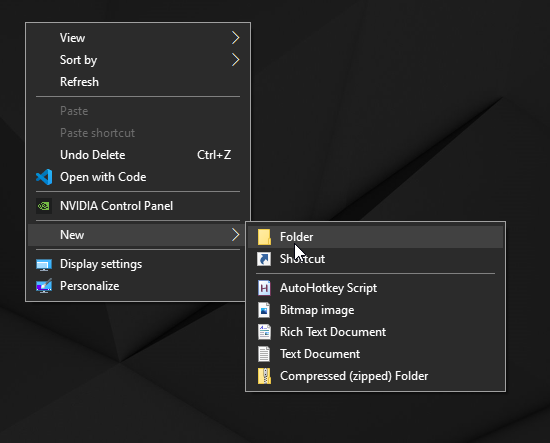 View
Sort by
Refresh
Paste
Paste shortcut
Undo Delete Ctrl+Z
Open with Code
NVIDIA Control Panel
New
Display settings
Personalize
Folder
Shortcut
AutoHotkey Script
Bitmap image
Rich Text Document
Text Document
Compressed (zipped) Folder